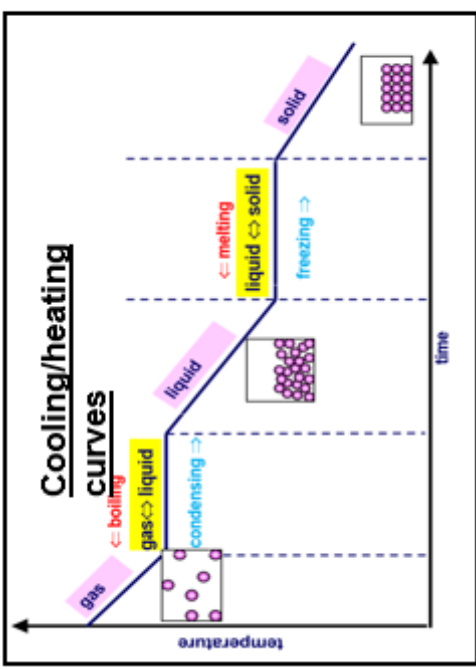 Cooling/heating
curves
gas
⇐ boiling
gas⇔ liquid
condensing ⇒
liquid
⇐ melting
liquid ⇔ solid
freezing ⇒
solid
temperature
time